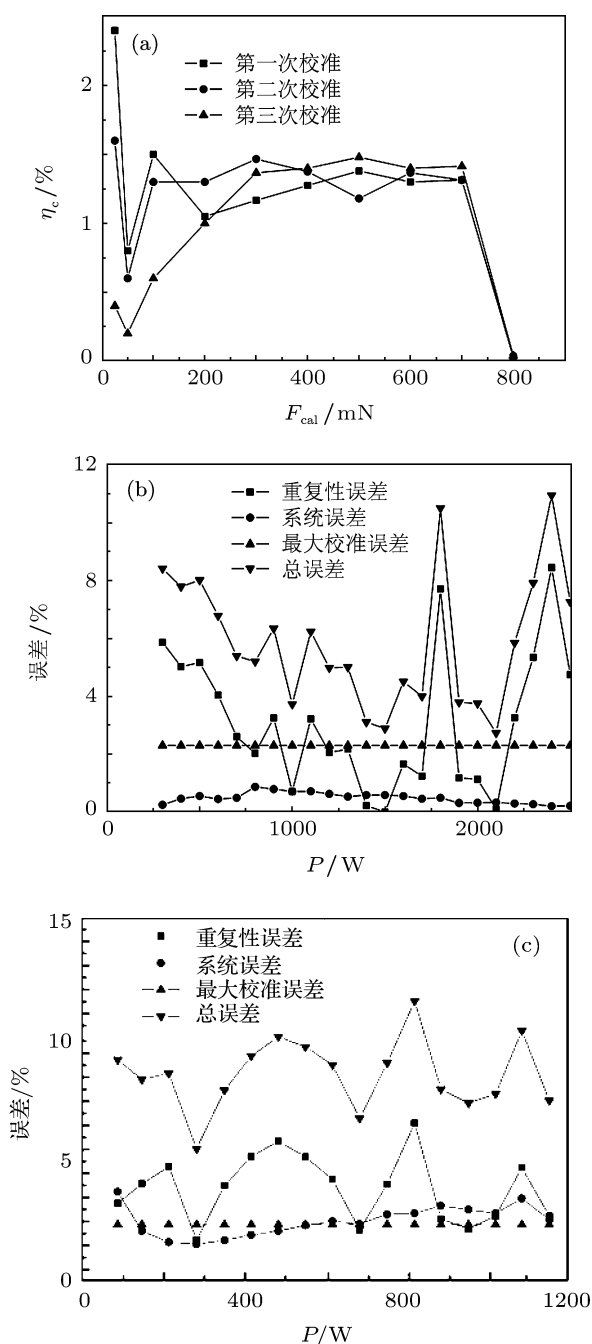 (a)
第一次校准
第二次校准
第三次校准
2
1
0
ηc/%
0 200 400 600 800
Fcal/mN
12
(b)
重复性误差
系统误差
最大校准误差
总误差
8
4
0
误差/%
0 1000 2000
P/W
15
(c)
重复性误差
系统误差
最大校准误差
总误差
10
5
0
误差/%
0 400 800 1200
P/W